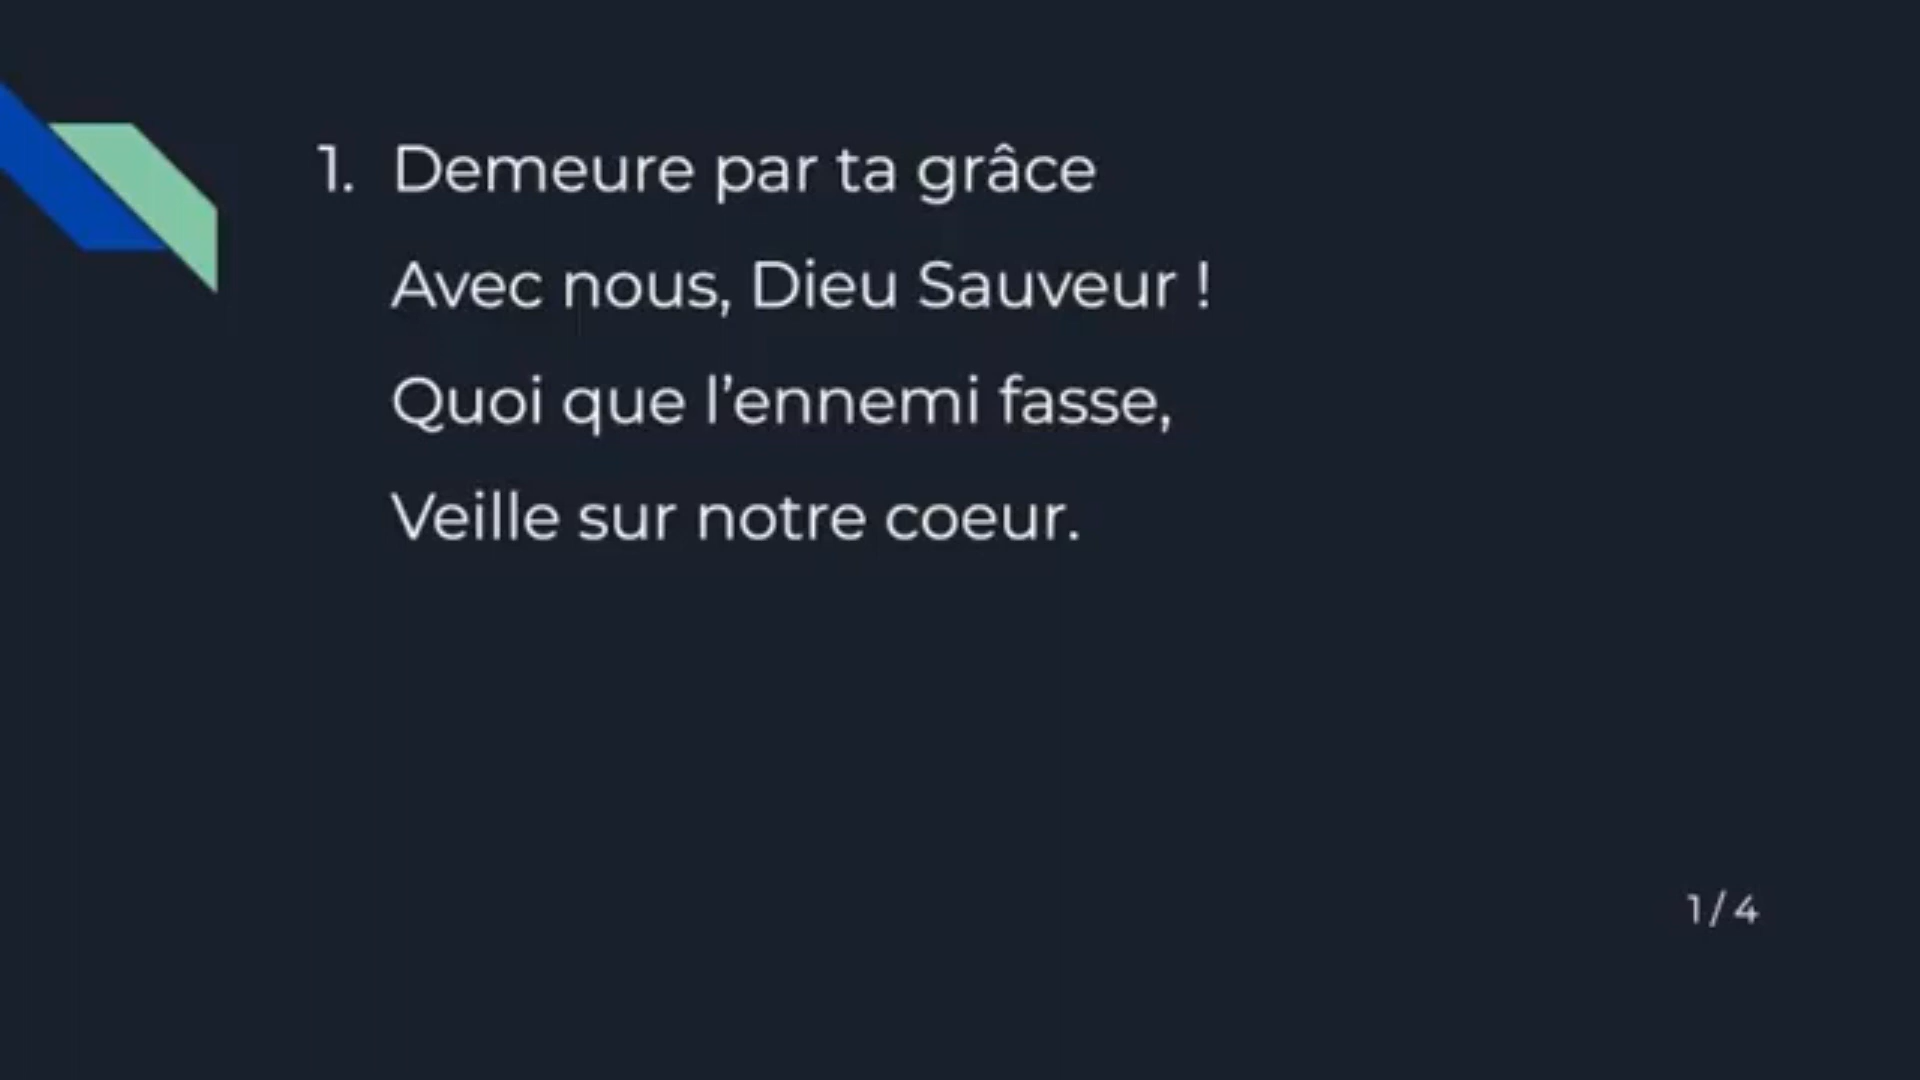 1. Demeure par ta grâce
Avec nous, Dieu Sauveur !
Quoi que l’ennemi fasse,
Veille sur notre coeur.
1 / 4